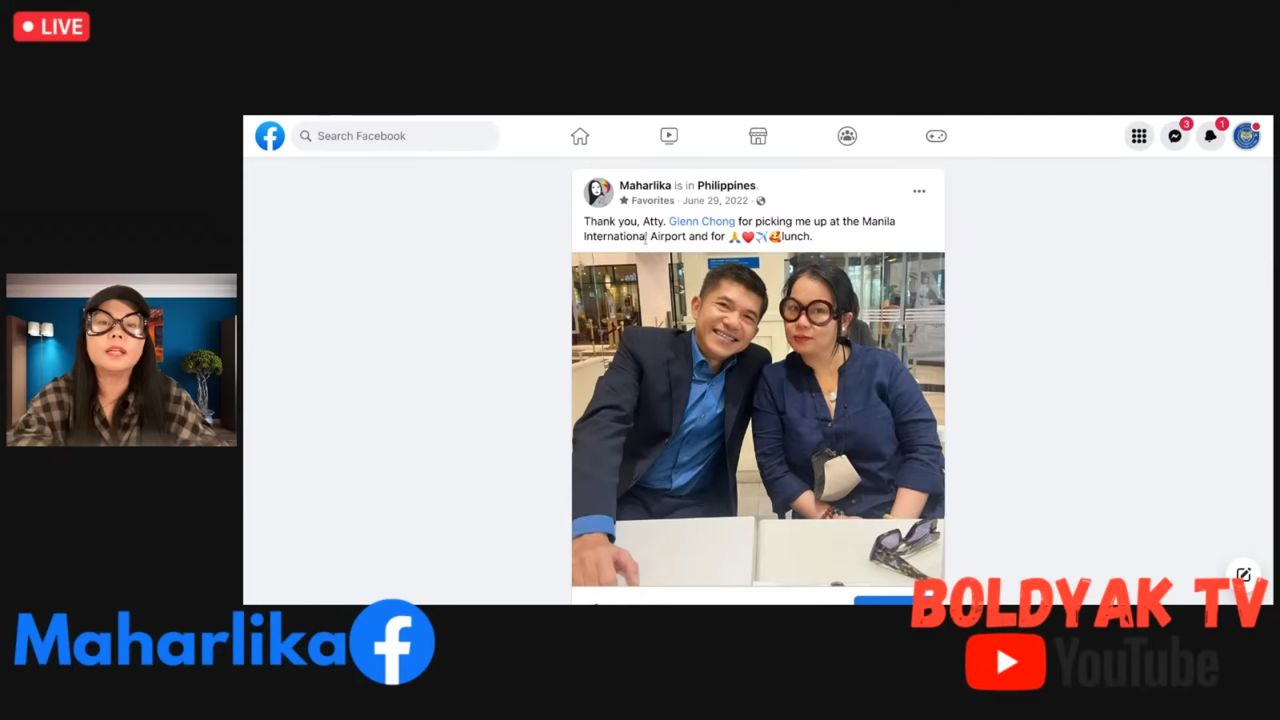 LIVE
Search Facebook
3
1
Maharlika is in Philippines.
Favorites · June 29, 2022 ·
Thank you, Atty. Glenn Chong for picking me up at the Manila
International Airport and for 🙏❤️✈️🥰lunch.
Maharlika
BOLDYAK TV
YouTube